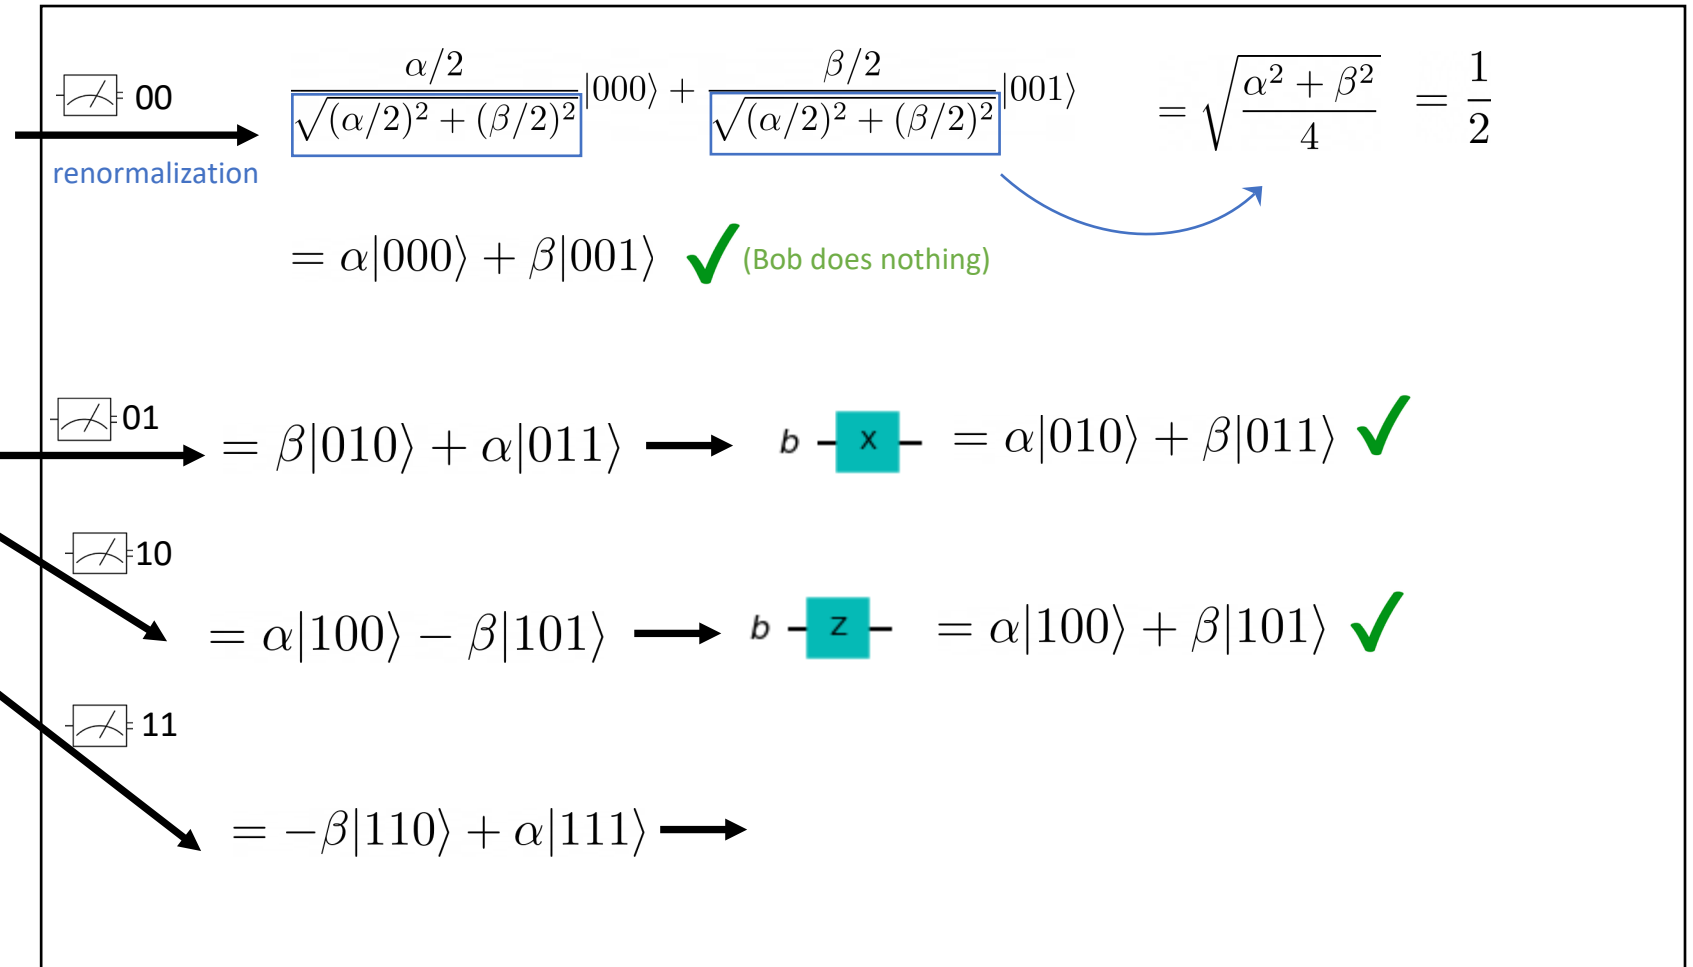 00 (α/2)/√((α/2)² + (β/2)²) |000⟩ + (β/2)/√((α/2)² + (β/2)²) |001⟩ = √((α² + β²)/4) = 1/2
renormalization
= α|000⟩ + β|001⟩ ✓ (Bob does nothing)
01
= β|010⟩ + α|011⟩ b X = α|010⟩ + β|011⟩ ✓
10
= α|100⟩ − β|101⟩ b Z = α|100⟩ + β|101⟩ ✓
11
= −β|110⟩ + α|111⟩